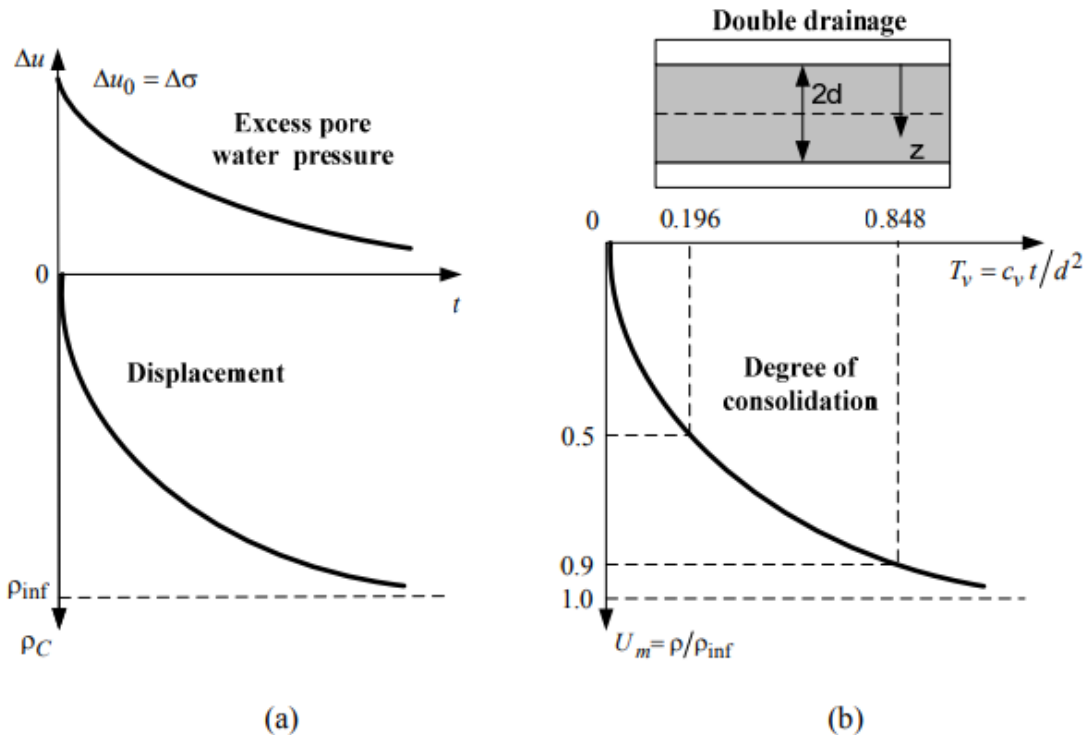 Δu
Δu₀ = Δσ
Excess pore
water pressure
0
t
Displacement
ρinf
ρC
(a)
Double drainage
2d
z
0 0.196 0.848
Tᵥ = cᵥ t/d²
Degree of
consolidation
0.5
0.9
1.0
Uₘ= ρ/ρinf
(b)